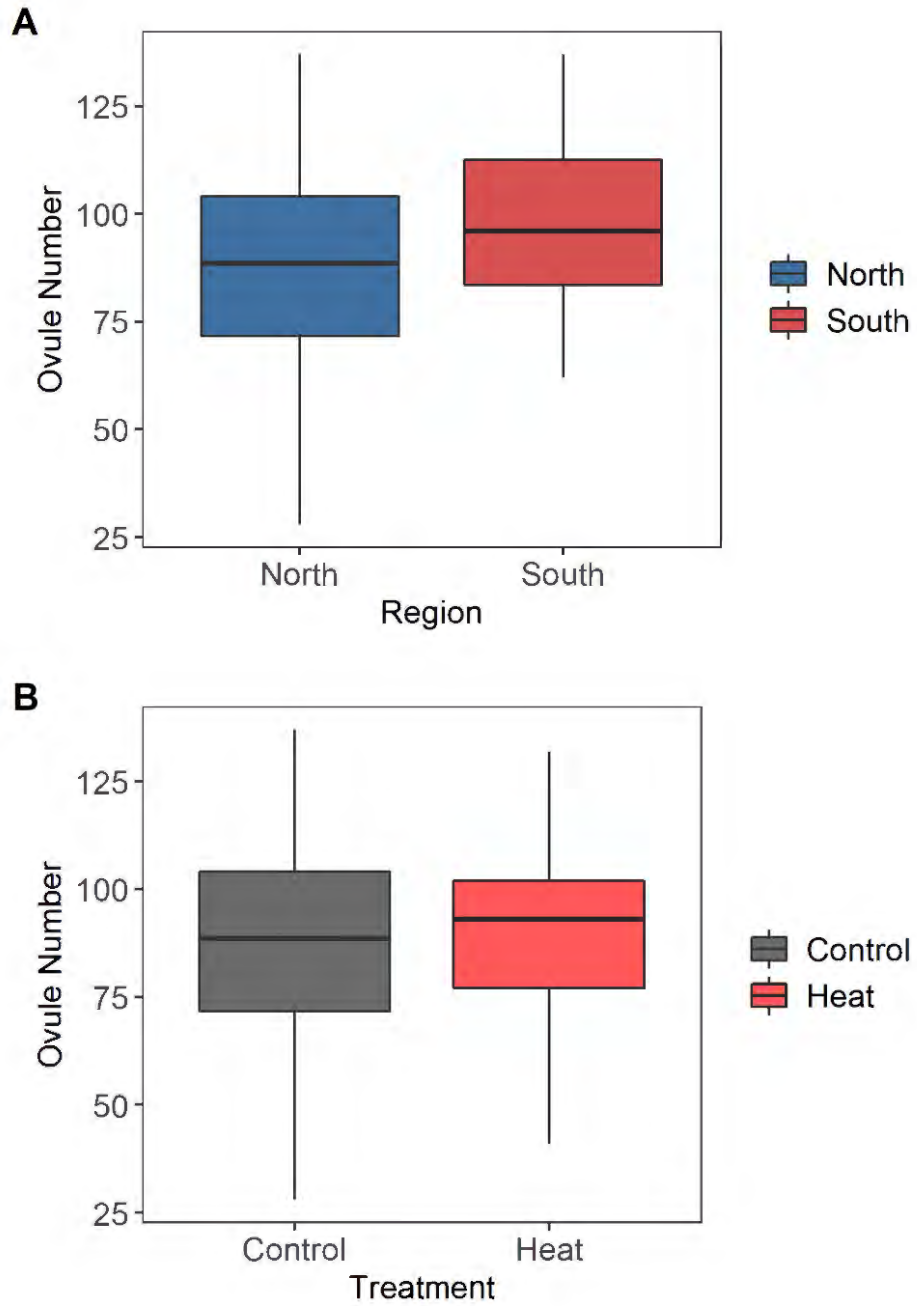 A
Ovule Number
125
100
75
50
25
North
South
Region
North
South
B
Ovule Number
125
100
75
50
25
Control
Heat
Treatment
Control
Heat